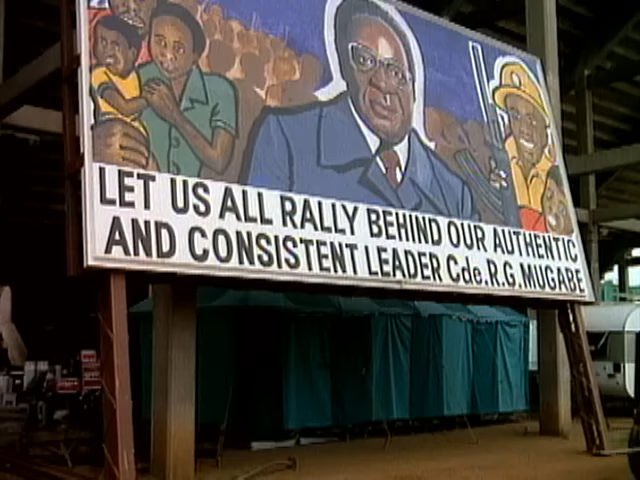 LET US ALL RALLY BEHIND OUR AUTHENTIC
AND CONSISTENT LEADER Cde.R.G.MUGABE